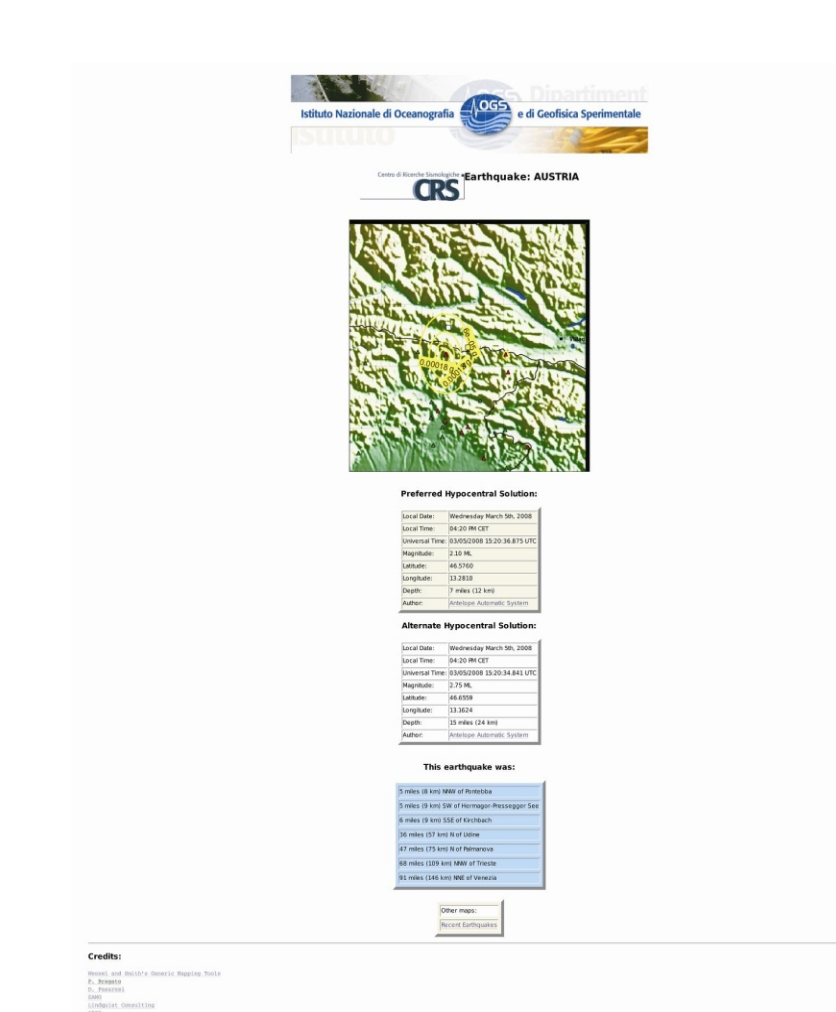 Dipartimento
Istituto Nazionale di Oceanografia OGS e di Geofisica Sperimentale
Istituto
Centro di Ricerche Sismologiche
CRS
Earthquake: AUSTRIA
0.00018 g
Preferred Hypocentral Solution:
Local Date: Wednesday March 5th, 2008
Local Time: 04:20 PM CET
Universal Time: 03/05/2008 15:20:36.875 UTC
Magnitude: 2.10 ML
Latitude: 46.5760
Longitude: 13.2818
Depth: 7 miles (12 km)
Author: Antelope Automatic System
Alternate Hypocentral Solution:
Local Date: Wednesday March 5th, 2008
Local Time: 04:20 PM CET
Universal Time: 03/05/2008 15:20:34.841 UTC
Magnitude: 2.75 ML
Latitude: 46.6559
Longitude: 13.1624
Depth: 15 miles (24 km)
Author: Antelope Automatic System
This earthquake was:
5 miles (8 km) NNW of Pontebba
5 miles (9 km) SW of Hermagor-Pressegger See
6 miles (9 km) SSE of Kirchbach
36 miles (57 km) N of Udine
47 miles (75 km) N of Palmanova
68 miles (109 km) NNW of Trieste
91 miles (146 km) NNE of Venezia
Other maps:
Recent Earthquakes
Credits:
Wessel and Smith's Generic Mapping Tools
P. Bragato
D. Pesaresi
Lindquist Consulting